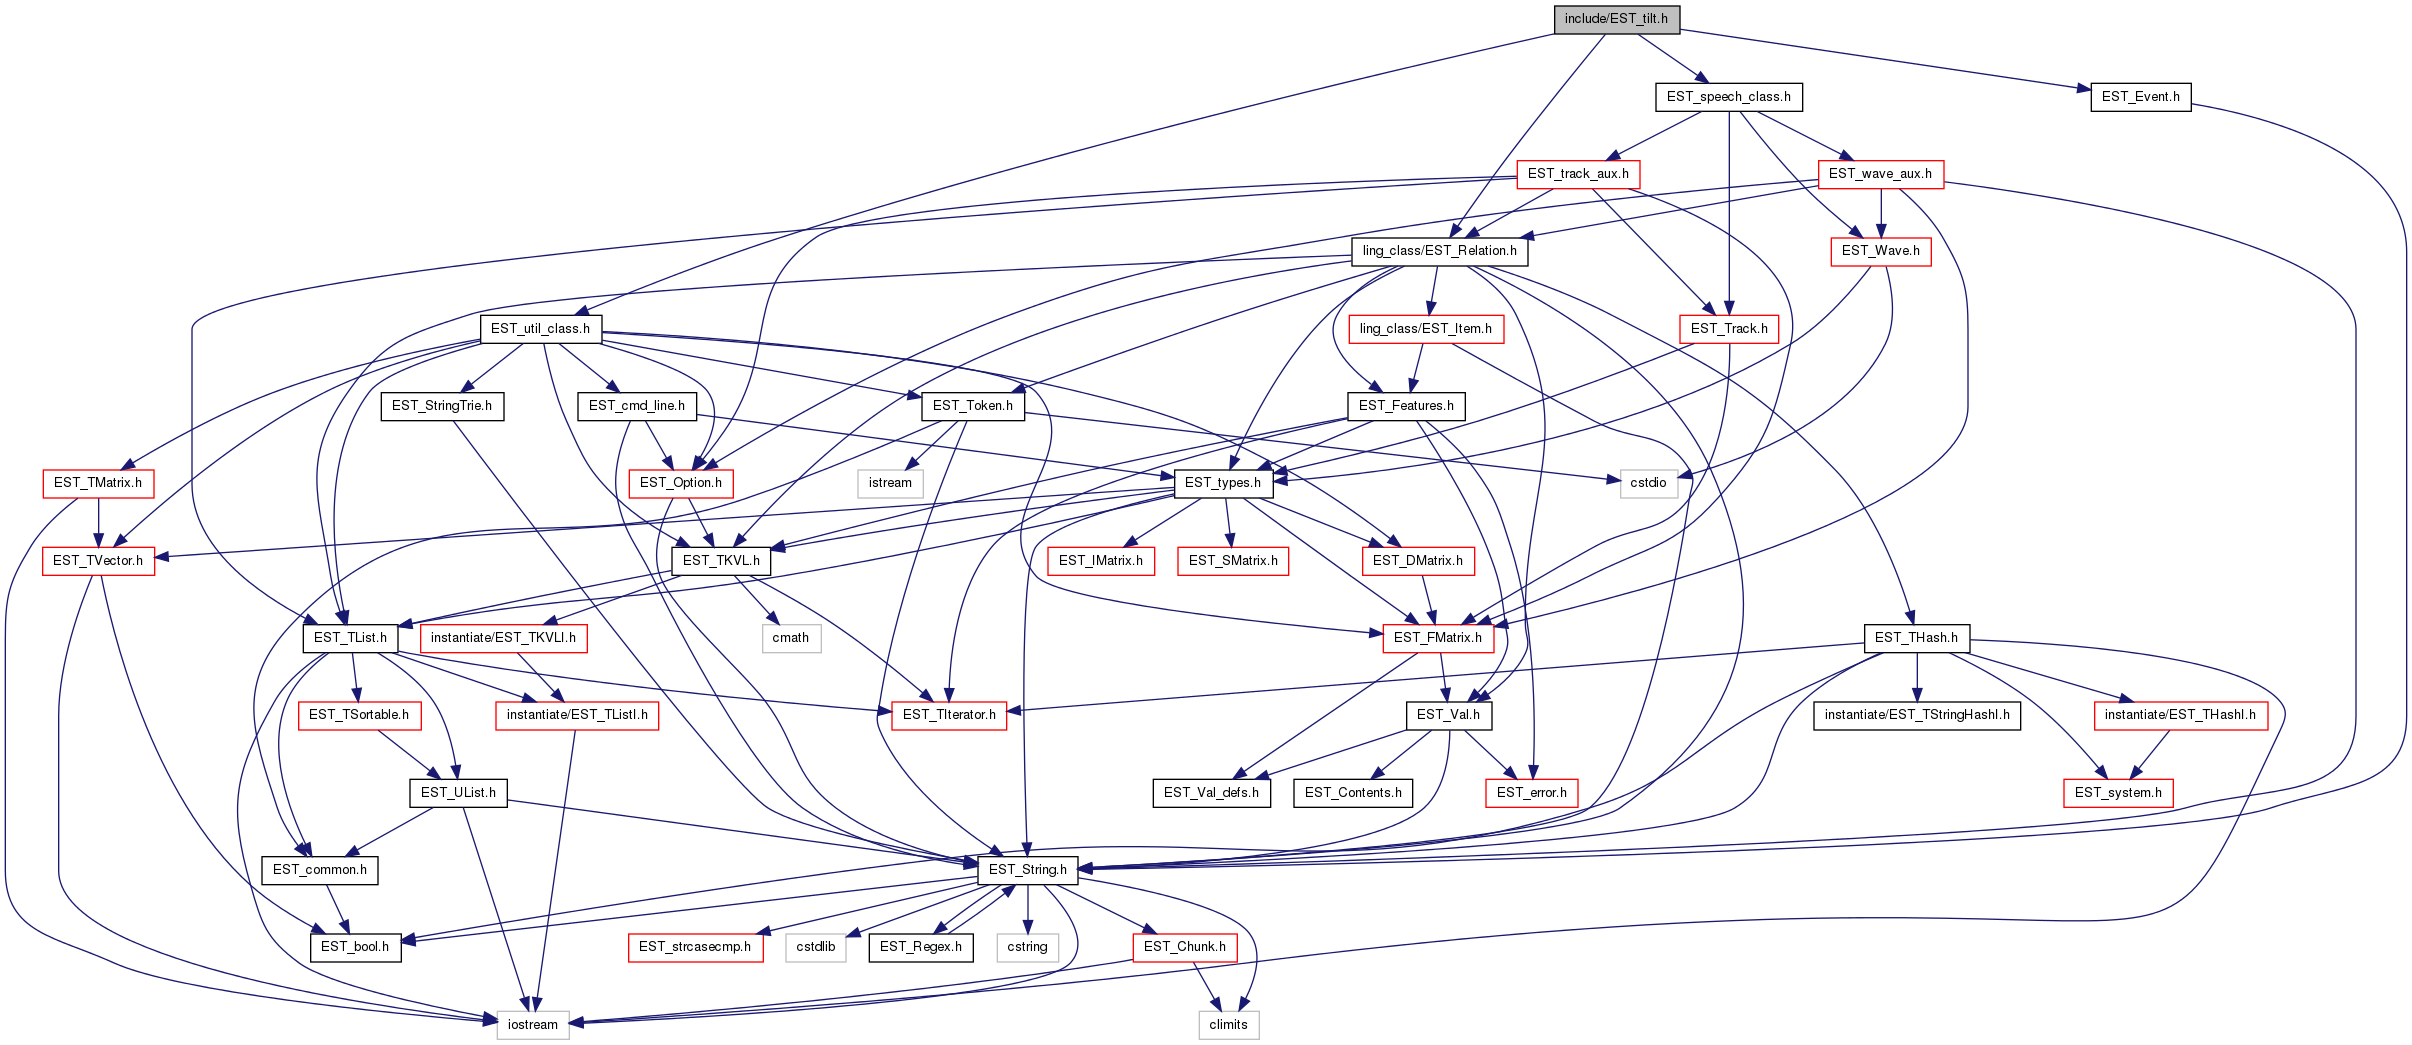 include/EST_tilt.h
EST_speech_class.h
EST_Event.h
EST_track_aux.h
EST_wave_aux.h
ling_class/EST_Relation.h
EST_Wave.h
EST_util_class.h
ling_class/EST_Item.h
EST_Track.h
EST_StringTrie.h
EST_cmd_line.h
EST_Token.h
EST_Features.h
EST_TMatrix.h
EST_Option.h
istream
EST_types.h
cstdio
EST_TVector.h
EST_TKVL.h
EST_IMatrix.h
EST_SMatrix.h
EST_DMatrix.h
EST_TList.h
instantiate/EST_TKVLI.h
cmath
EST_FMatrix.h
EST_THash.h
EST_TSortable.h
instantiate/EST_TListI.h
EST_TIterator.h
EST_Val.h
instantiate/EST_TStringHashI.h
instantiate/EST_THashI.h
EST_UList.h
EST_Val_defs.h
EST_Contents.h
EST_error.h
EST_system.h
EST_common.h
EST_String.h
EST_bool.h
EST_strcasecmp.h
cstdlib
EST_Regex.h
cstring
EST_Chunk.h
iostream
climits